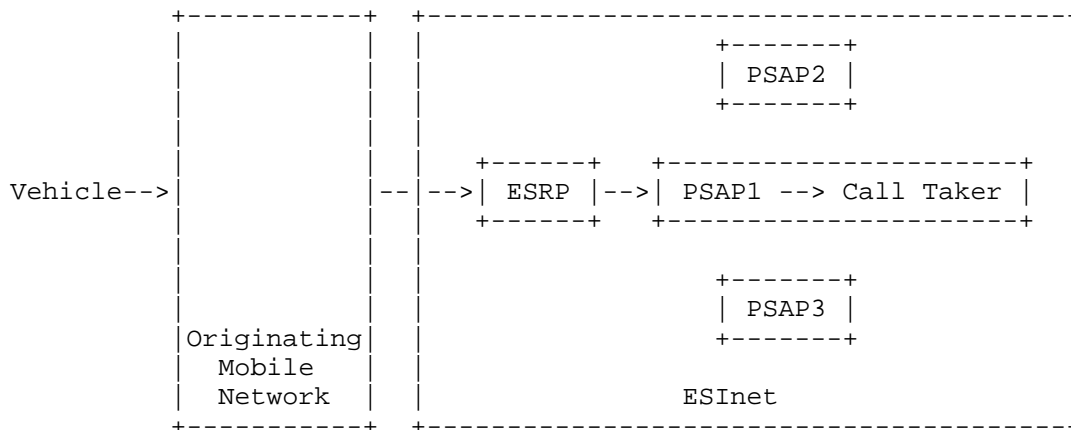 PSAP2
Vehicle--> -- --> ESRP --> PSAP1 --> Call Taker
PSAP3
Originating
Mobile
Network ESInet